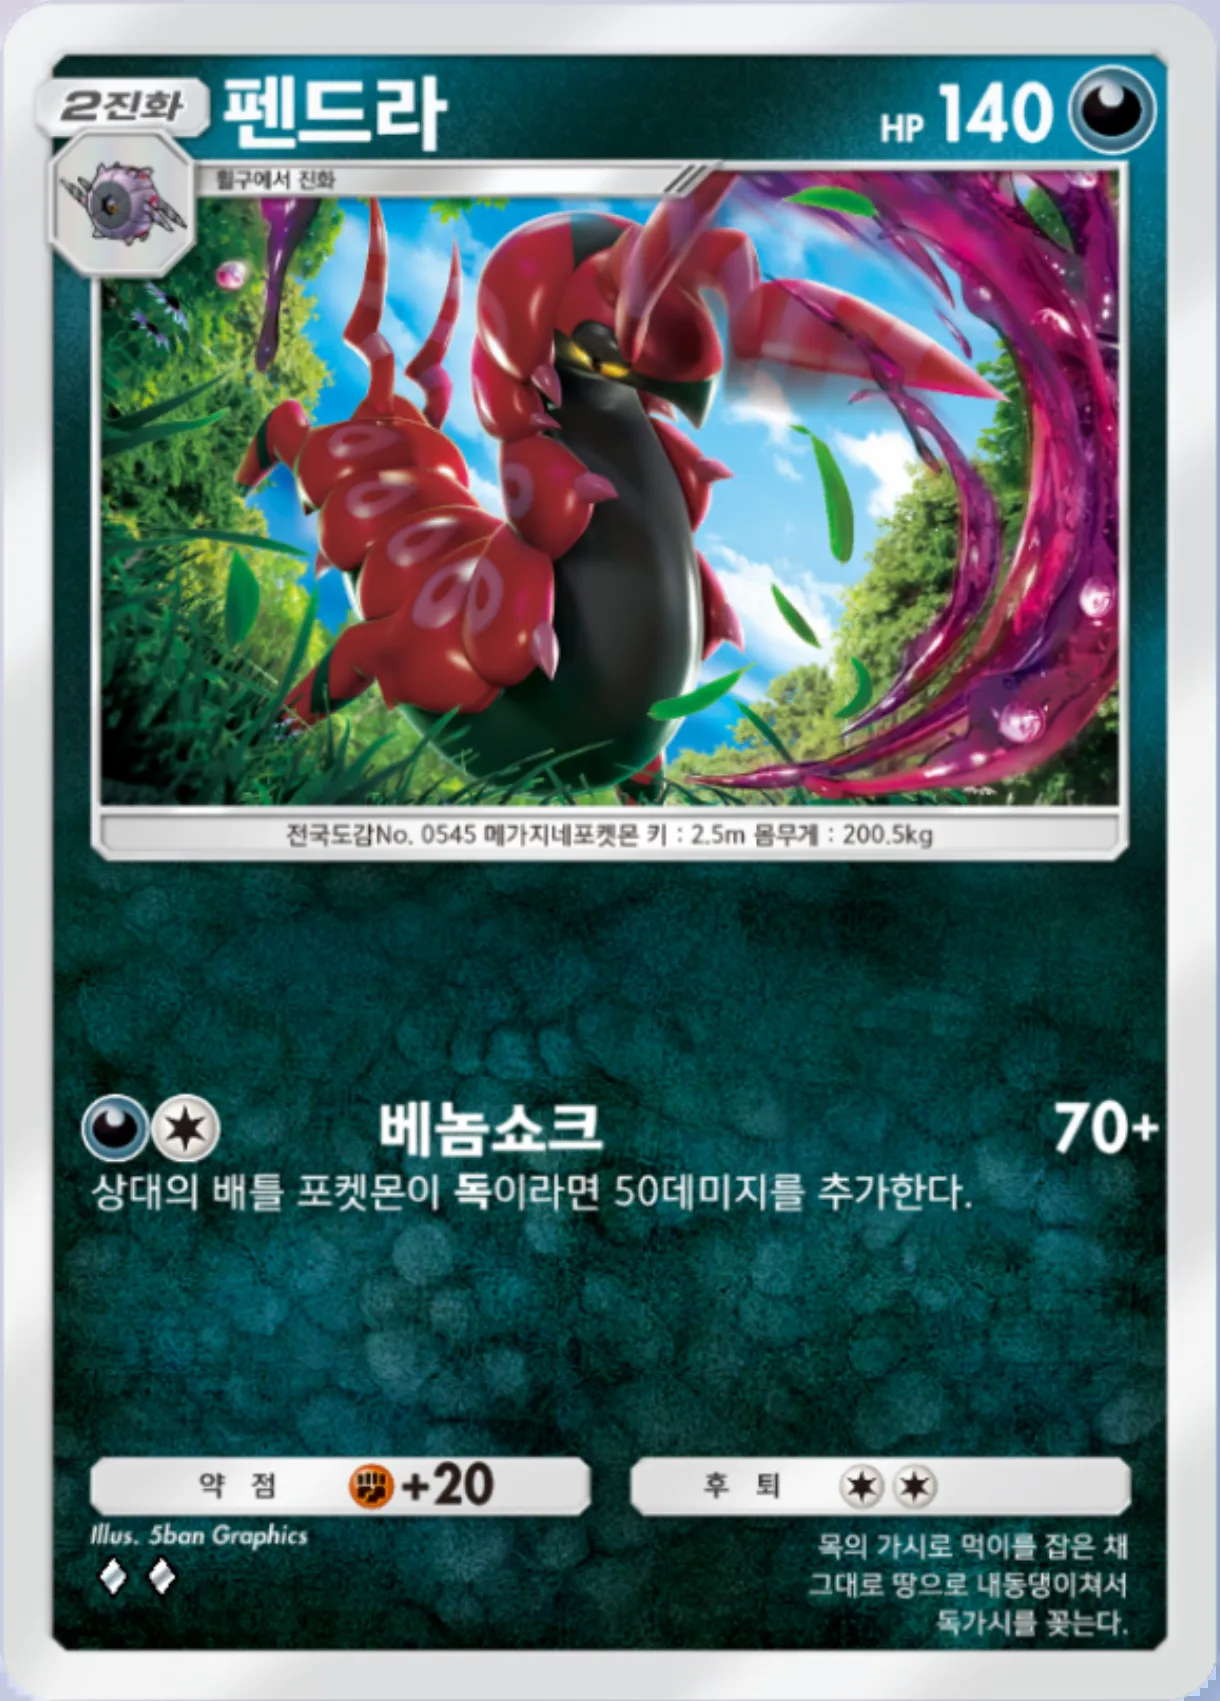 2진화 펜드라 HP 140
휠구에서 진화
전국도감No. 0545 메가지네포켓몬 키 : 2.5m 몸무게 : 200.5kg
베놈쇼크 70+
상대의 배틀 포켓몬이 독이라면 50데미지를 추가한다.
약 점 +20 후 퇴
Illus. 5ban Graphics
목의 가시로 먹이를 잡은 채
그대로 땅으로 내동댕이쳐서
독가시를 꽂는다.